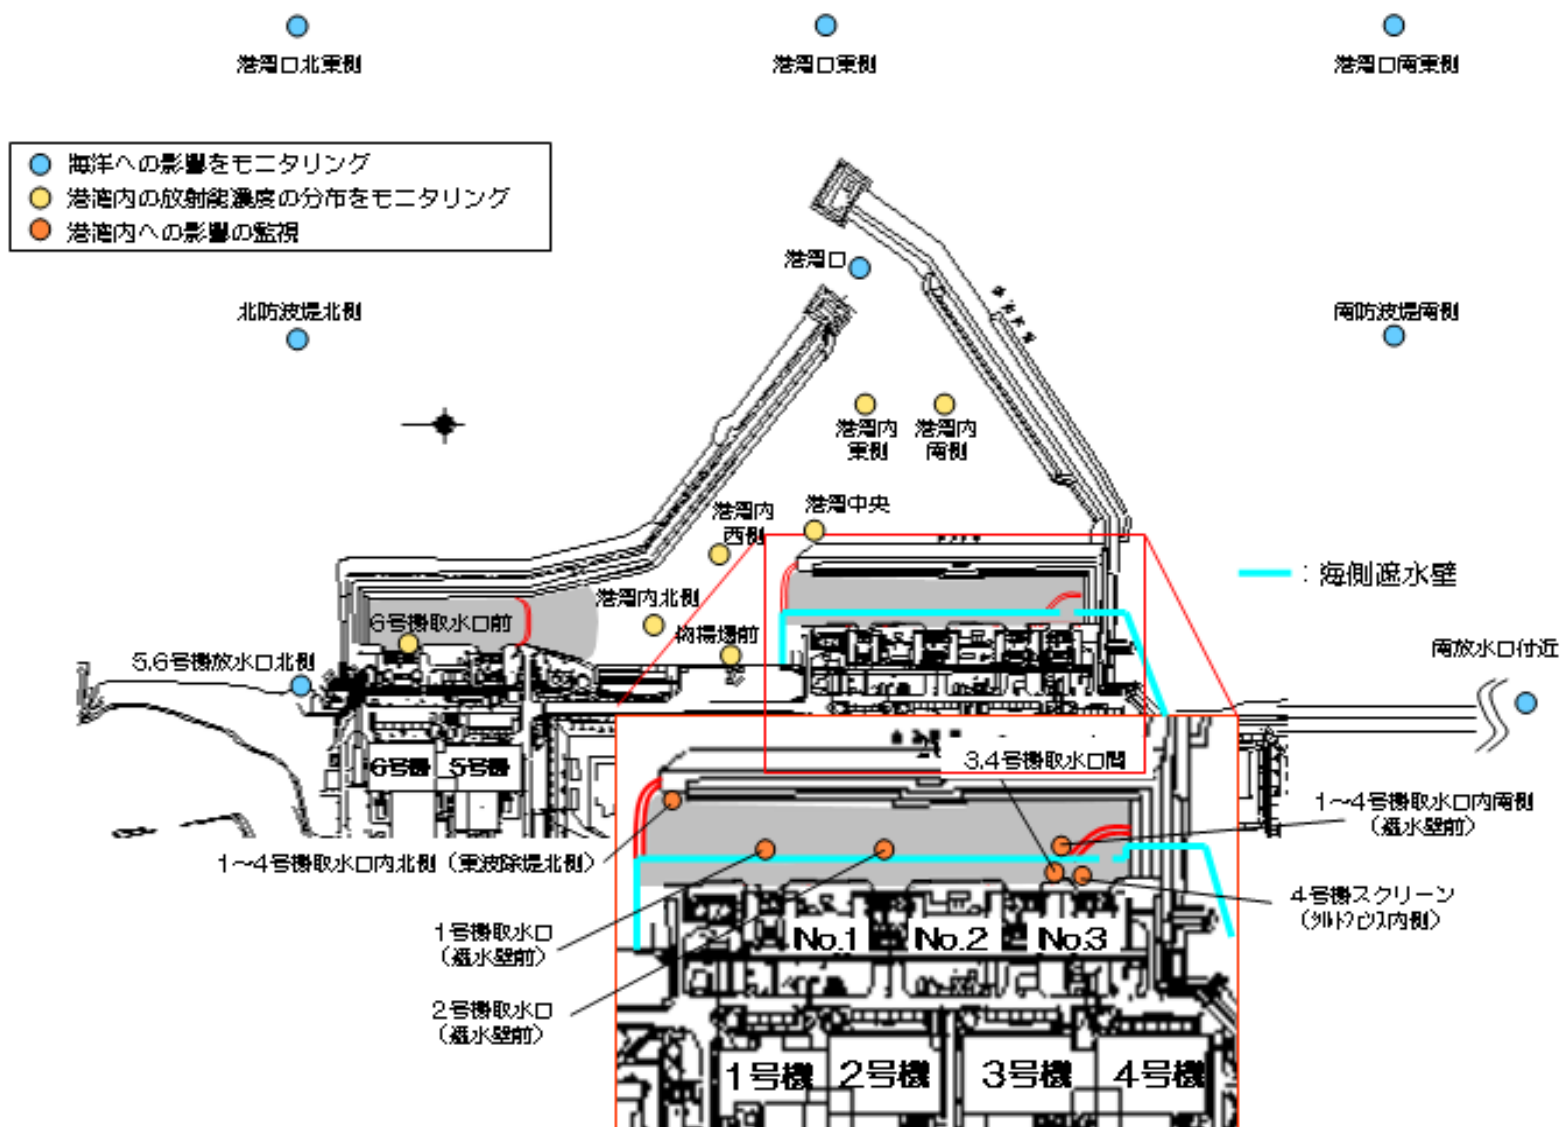 港湾口北東側
港湾口東側
港湾口南東側
海洋への影響をモニタリング
港湾内の放射能濃度の分布をモニタリング
港湾内への影響の監視
港湾口
北防波堤北側
南防波堤南側
港湾内
東側
港湾内
南側
港湾内
西側
港湾中央
：海側遮水壁
港湾内北側
6号機取水口前
物揚場前
5,6号機放水口北側
南放水口付近
6号機
5号機
3,4号機取水口間
1～4号機取水口内南側
（遮水壁前）
1～4号機取水口内北側（東波除堤北側）
4号機スクリーン
（シルトフェンス内側）
1号機取水口
（遮水壁前）
No.1
No.2
No.3
2号機取水口
（遮水壁前）
1号機
2号機
3号機
4号機